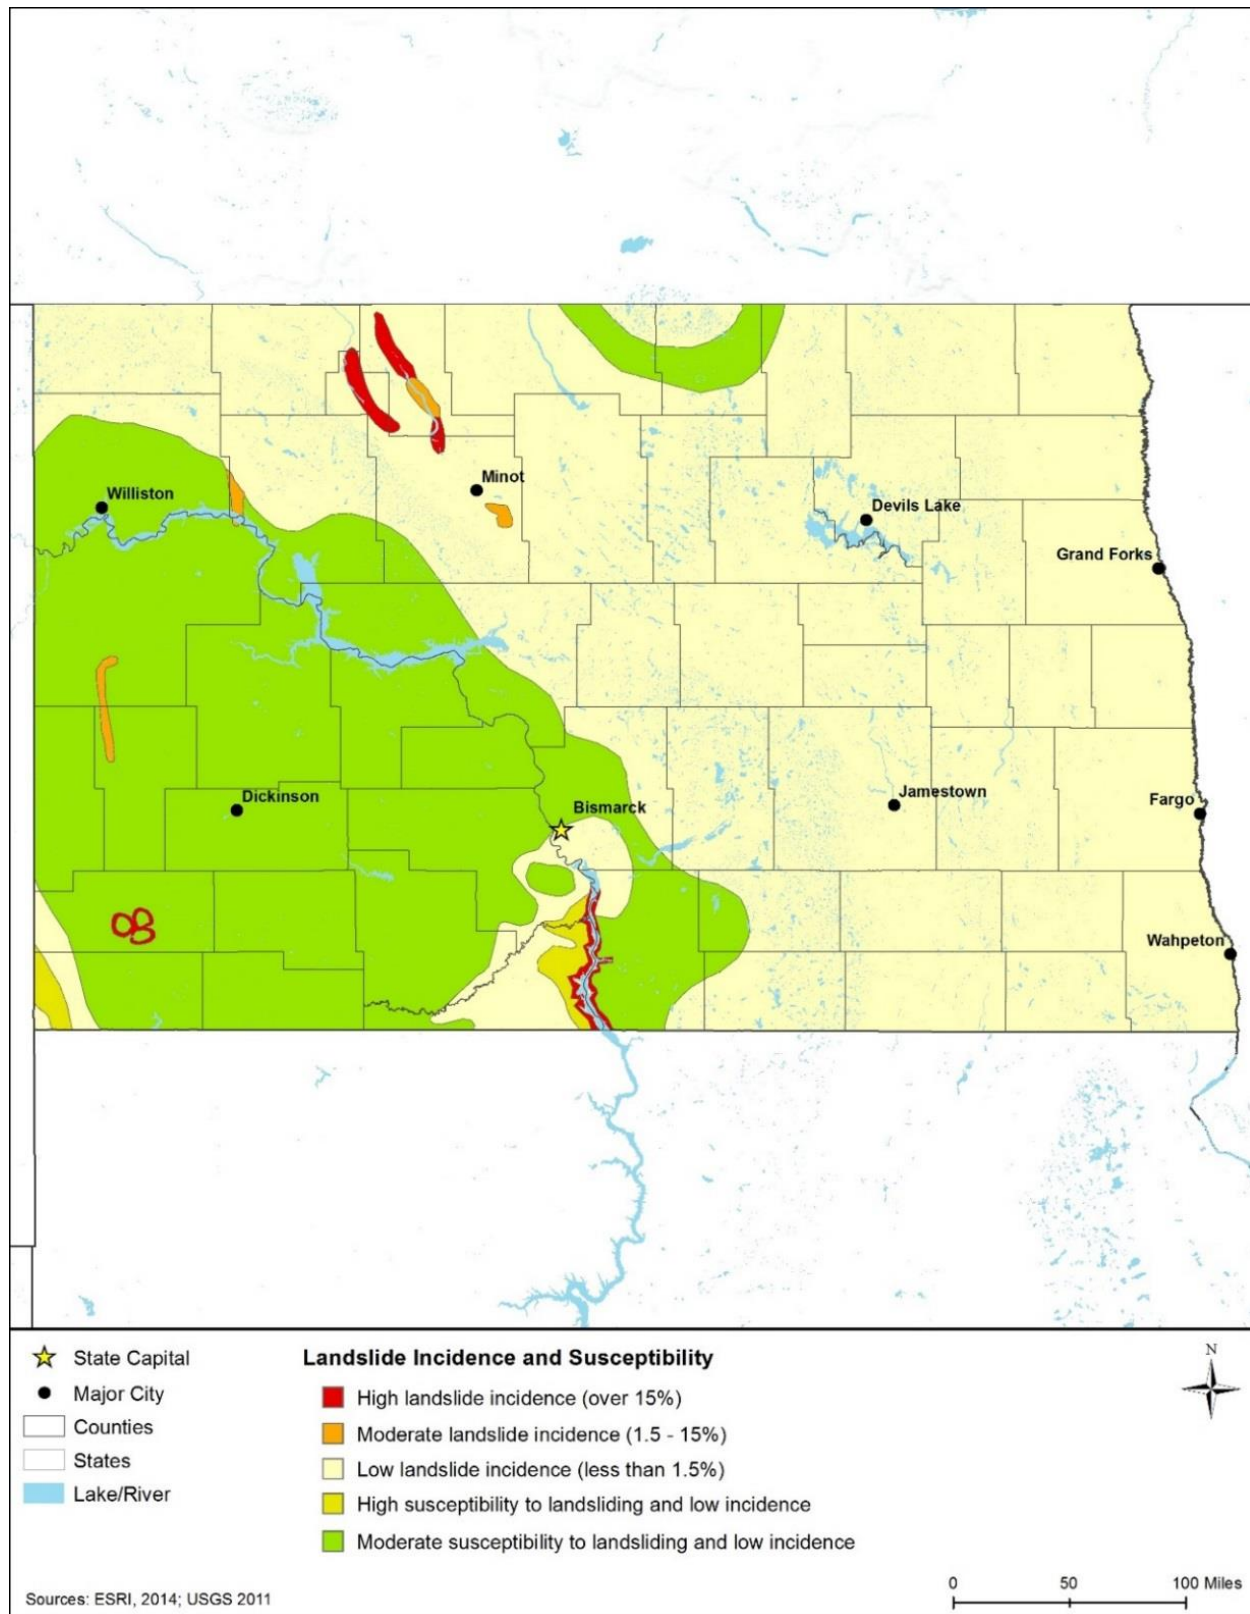 Minot
Williston
Devils Lake
Grand Forks
Dickinson
Bismarck
Jamestown
Fargo
Wahpeton
State Capital
Major City
Counties
States
Lake/River
Landslide Incidence and Susceptibility
High landslide incidence (over 15%)
Moderate landslide incidence (1.5 - 15%)
Low landslide incidence (less than 1.5%)
High susceptibility to landsliding and low incidence
Moderate susceptibility to landsliding and low incidence
N
0 50 100 Miles
Sources: ESRI, 2014; USGS 2011